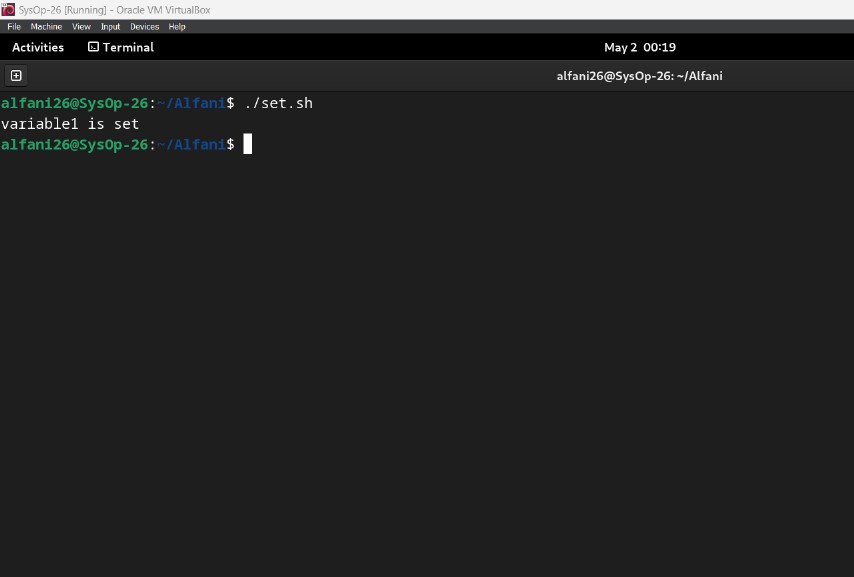 SysOp-26 [Running] - Oracle VM VirtualBox
File Machine View Input Devices Help
Activities Terminal May 2 00:19
alfani26@SysOp-26: ~/Alfani
alfani26@SysOp-26:~/Alfani$ ./set.sh
variable1 is set
alfani26@SysOp-26:~/Alfani$